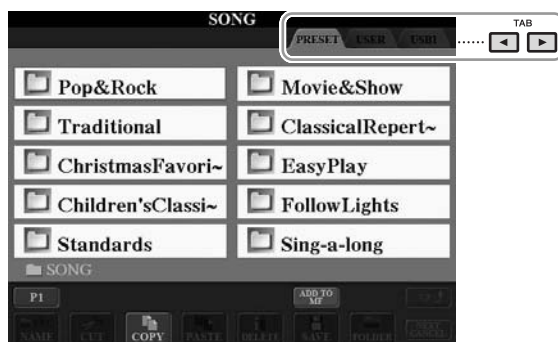 SONG
TAB
PRESET USER USB1
Pop&Rock Movie&Show
Traditional ClassicalRepert~
ChristmasFavori~ EasyPlay
Children'sClassi~ FollowLights
Standards Sing-a-long
SONG
P1 ADD TO MF
NAME CUT COPY PASTE DELETE SAVE FOLDER